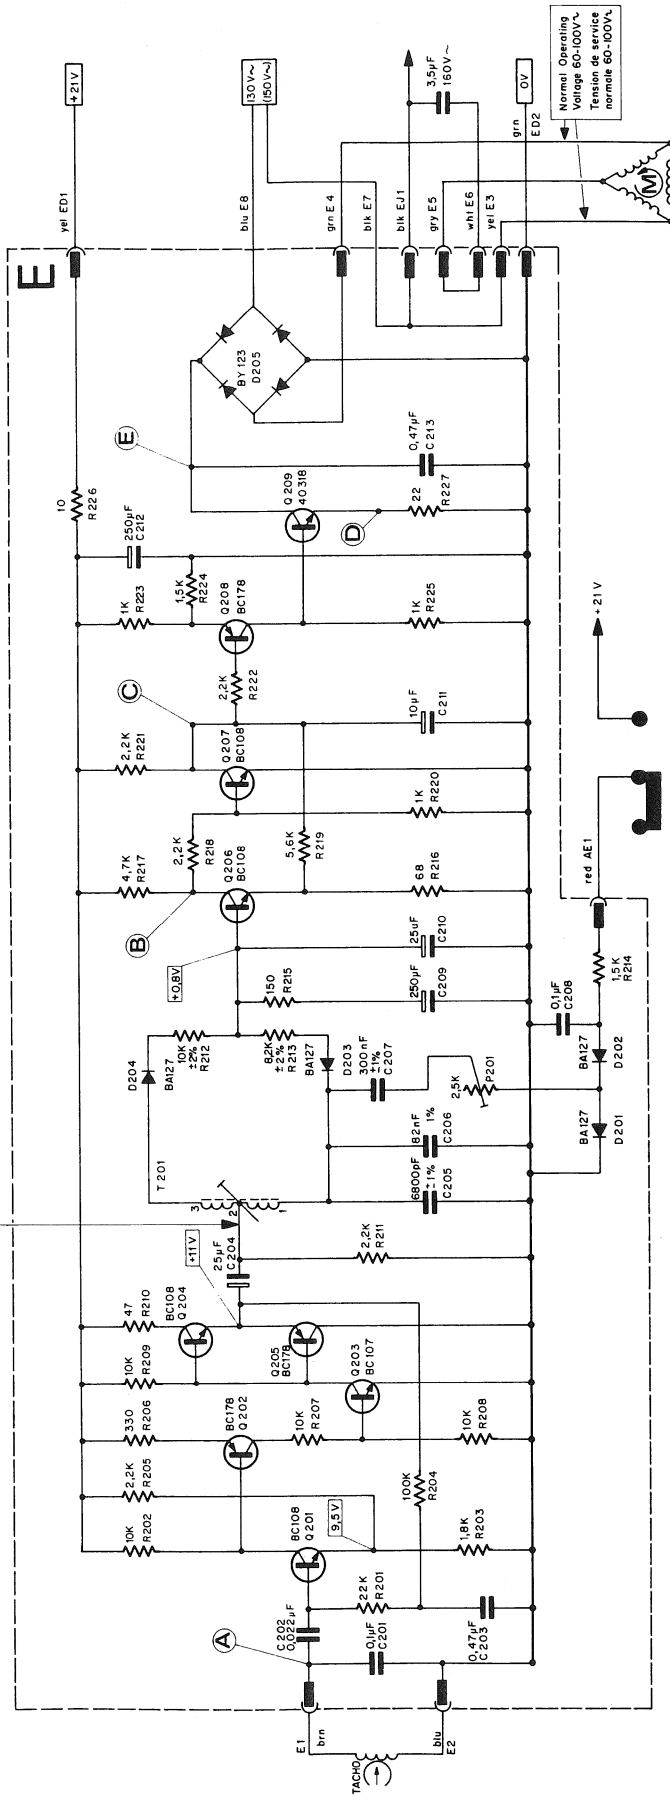 +21V
yel ED1
130V~
(150V~)
blu E8
grn E4
blk E7
blk EJ1
3,5µF
160V~
gry E5
wht E6
yel E3
0V
grn
ED2
Normal Operating
Voltage 60-100V~
Tension de service
normale 60-100V~
M
E
BY 123
D205
E
10
R226
250µF
C212
0,47µF
C213
Q209
40318
22
R227
D
1K
R223
1,5K
R224
Q208
BC178
1K
R225
2,2K
R222
C
10µF
C211
2,2K
R221
Q207
BC108
1K
R220
2,2K
R218
5,6K
R219
4,7K
R217
Q206
BC108
68
R216
B
+0,8V
25uF
C210
150
R215
250µF
C209
10K
±2%
R212
8,2K
±2%
R213
D204
BA127
BA127
D203
300nF
±1%
C207
2,5K
P201
82nF
1%
C206
6800pF
±1%
C205
T201
3
2
1
+21V
red AE1
1,5K
R214
0,1µF
C208
BA127
D202
BA127
D201
2,2K
R211
25µF
C204
+11V
47
R210
BC108
Q204
10K
R209
Q205
BC178
Q203
BC107
330
R206
BC178
Q202
10K
R207
10K
R208
2,2K
R205
100K
R204
10K
R202
BC108
Q201
9,5V
1,8K
R203
22K
R201
C202
0,022µF
0,1µF
C201
0,47µF
C203
A
E1
brn
blu
E2
TACHO